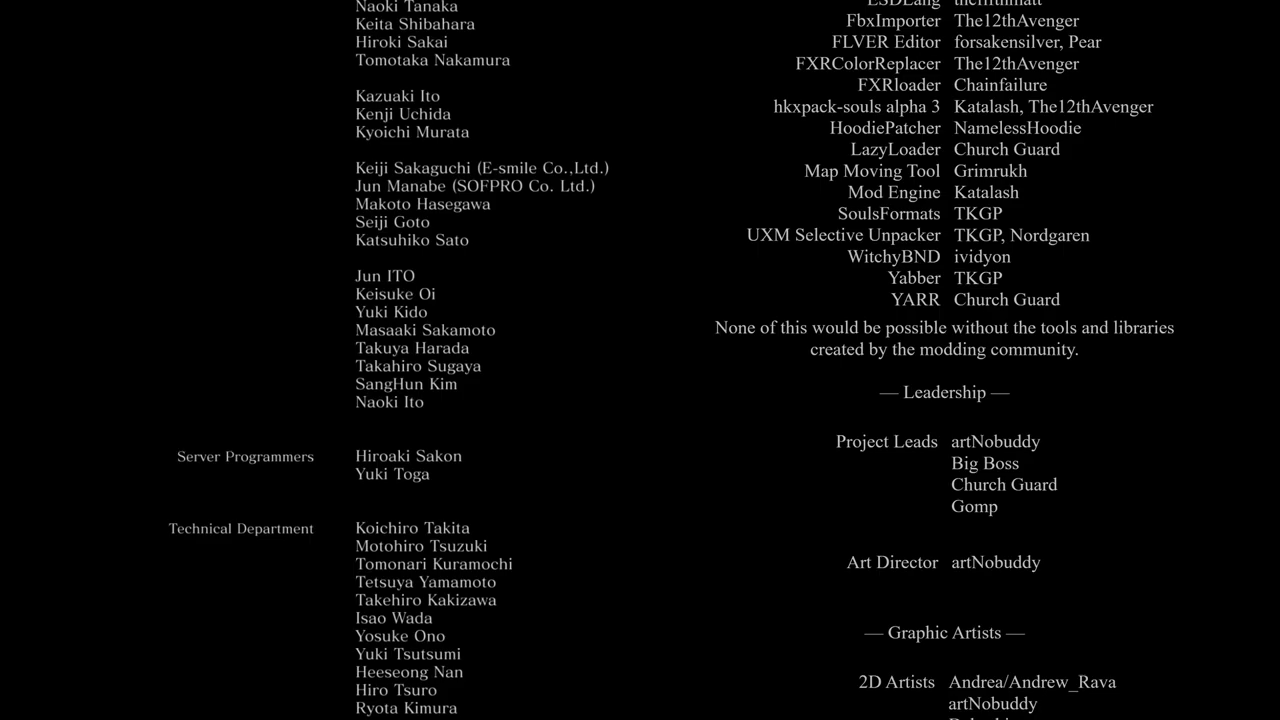 Naoki Tanaka
Keita Shibahara
Hiroki Sakai
Tomotaka Nakamura
Kazuaki Ito
Kenji Uchida
Kyoichi Murata
Keiji Sakaguchi (E-smile Co.,Ltd.)
Jun Manabe (SOFPRO Co. Ltd.)
Makoto Hasegawa
Seiji Goto
Katsuhiko Sato
Jun ITO
Keisuke Oi
Yuki Kido
Masaaki Sakamoto
Takuya Harada
Takahiro Sugaya
SangHun Kim
Naoki Ito
Server Programmers Hiroaki Sakon
Yuki Toga
Technical Department Koichiro Takita
Motohiro Tsuzuki
Tomonari Kuramochi
Tetsuya Yamamoto
Takehiro Kakizawa
Isao Wada
Yosuke Ono
Yuki Tsutsumi
Heeseong Nan
Hiro Tsuro
Ryota Kimura
FbxImporter The12thAvenger
FLVER Editor forsakensilver, Pear
FXRColorReplacer The12thAvenger
FXRloader Chainfailure
hkxpack-souls alpha 3 Katalash, The12thAvenger
HoodiePatcher NamelessHoodie
LazyLoader Church Guard
Map Moving Tool Grimrukh
Mod Engine Katalash
SoulsFormats TKGP
UXM Selective Unpacker TKGP, Nordgaren
WitchyBND ividyon
Yabber TKGP
YARR Church Guard
None of this would be possible without the tools and libraries
created by the modding community.
— Leadership —
Project Leads artNobuddy
Big Boss
Church Guard
Gomp
Art Director artNobuddy
— Graphic Artists —
2D Artists Andrea/Andrew_Rava
artNobuddy